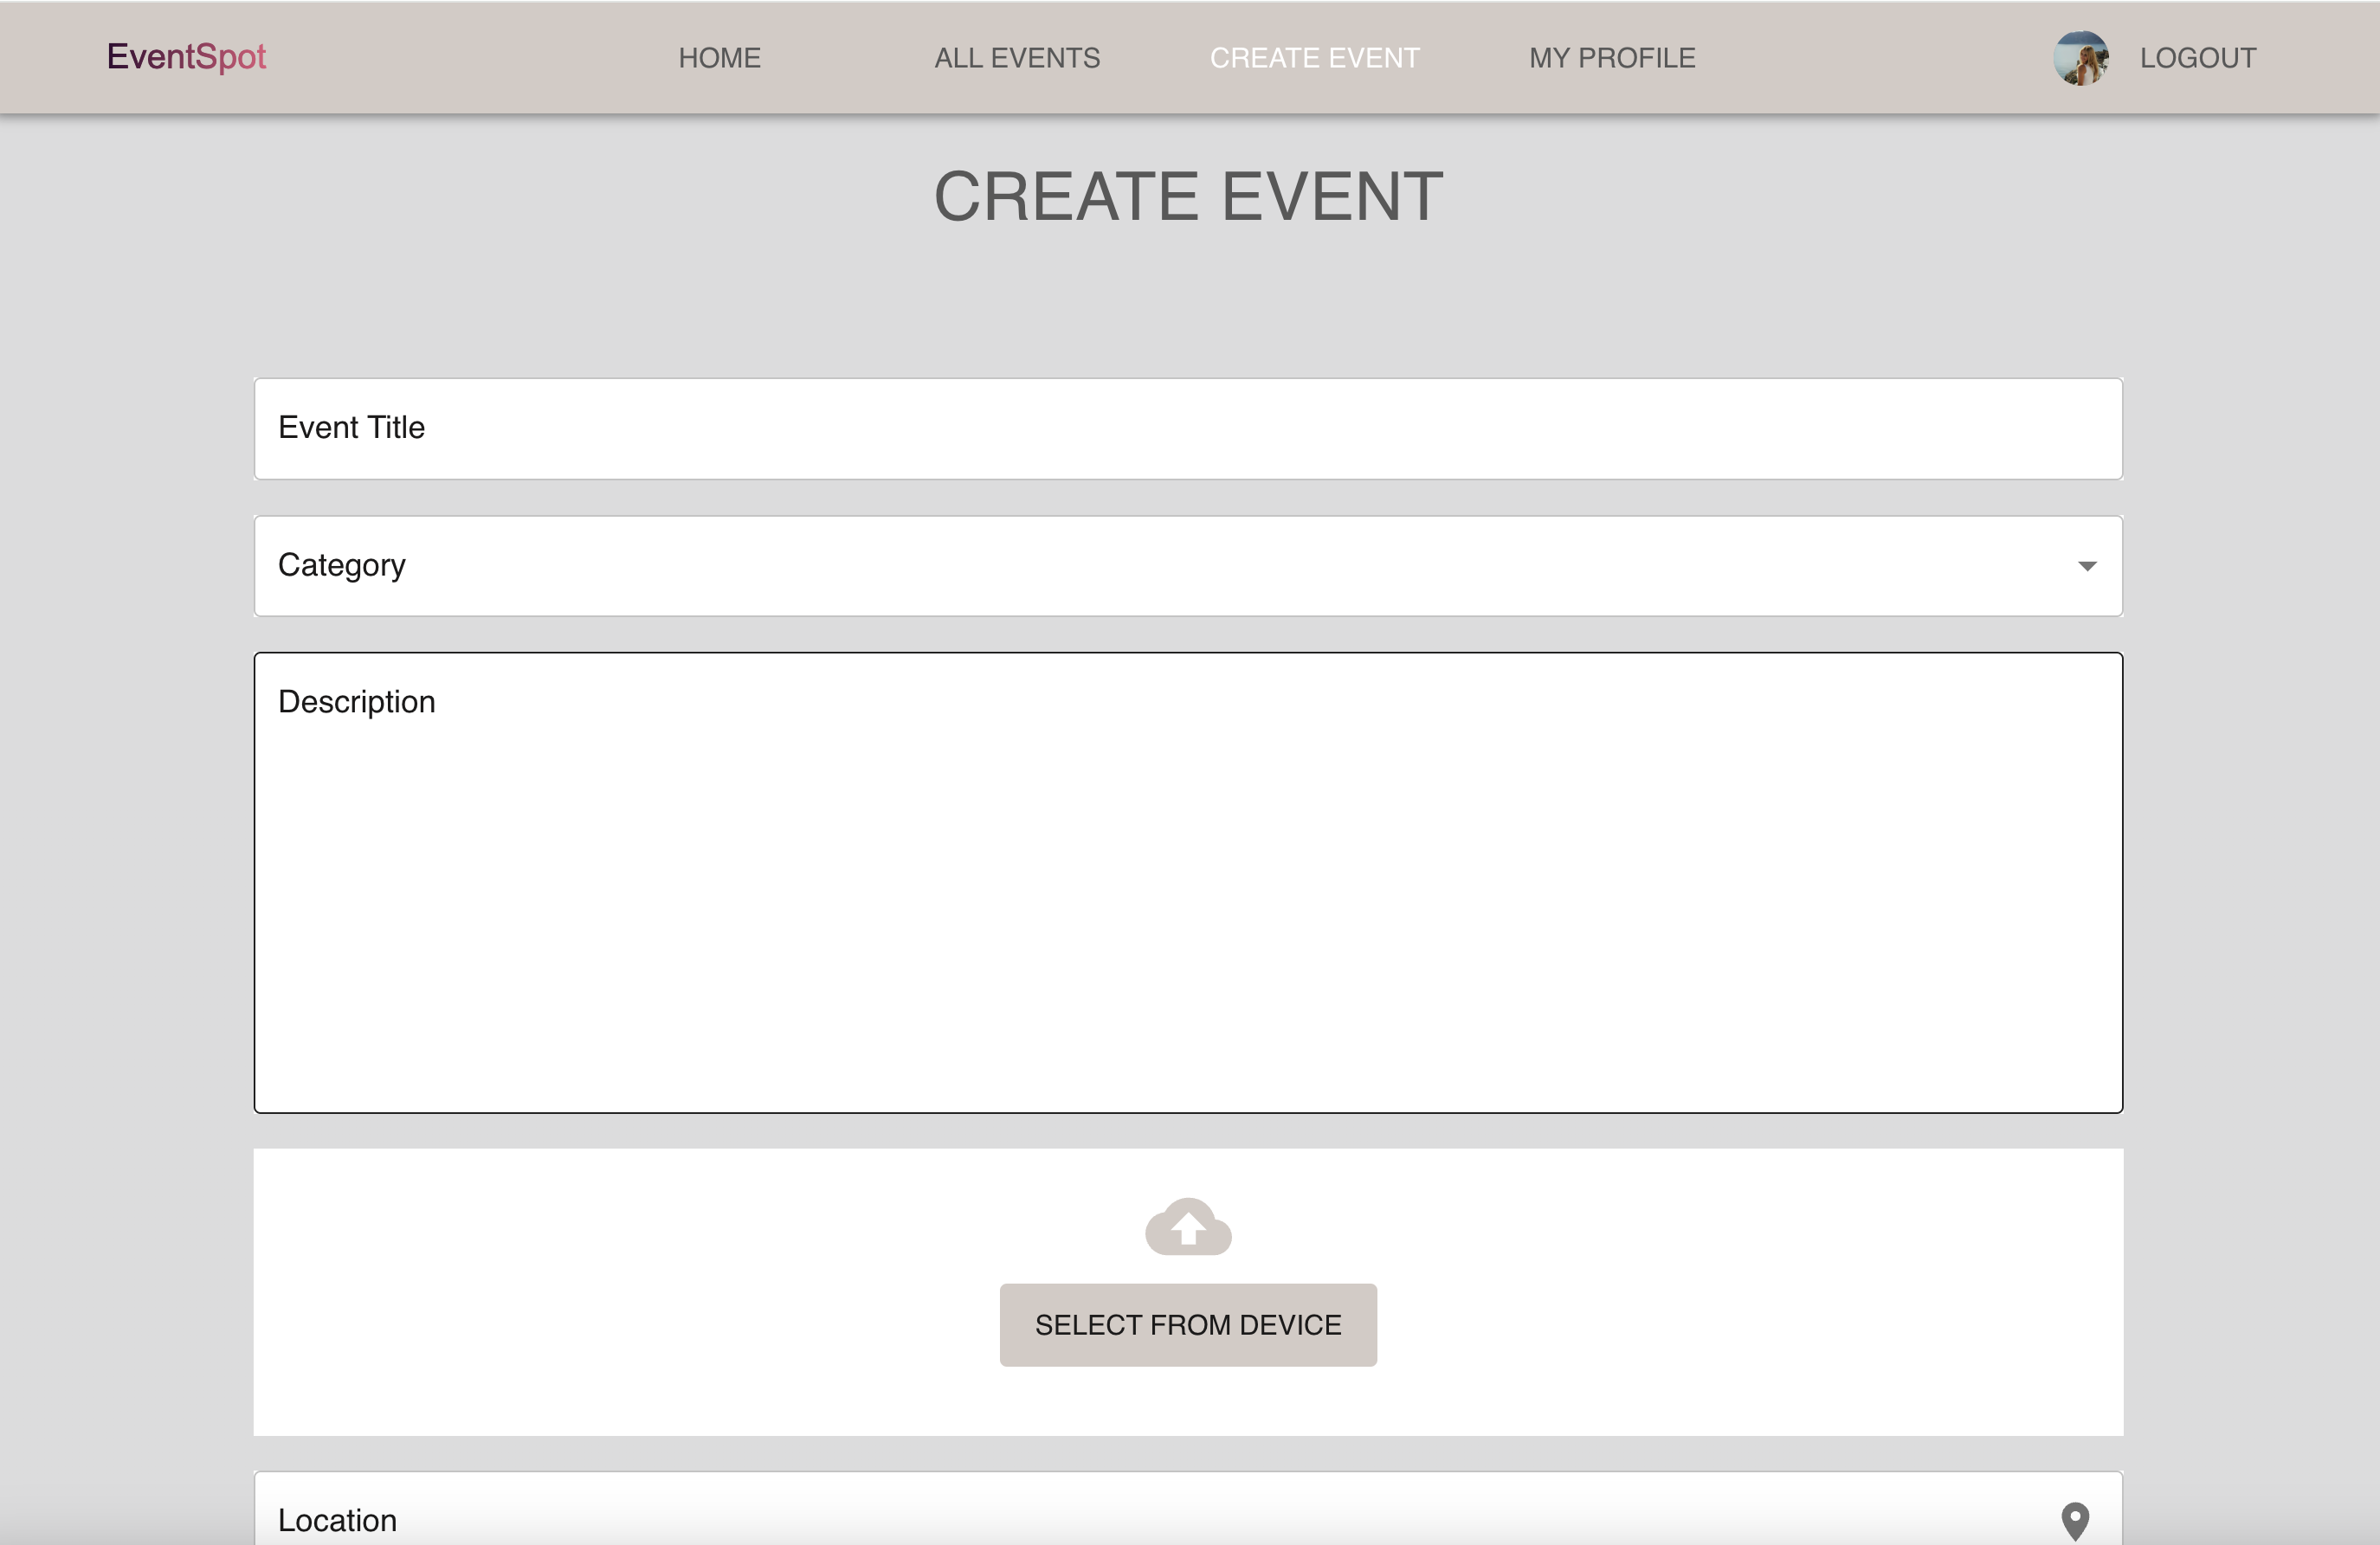 EventSpot HOME ALL EVENTS CREATE EVENT MY PROFILE LOGOUT
CREATE EVENT
Event Title
Category
Description
SELECT FROM DEVICE
Location